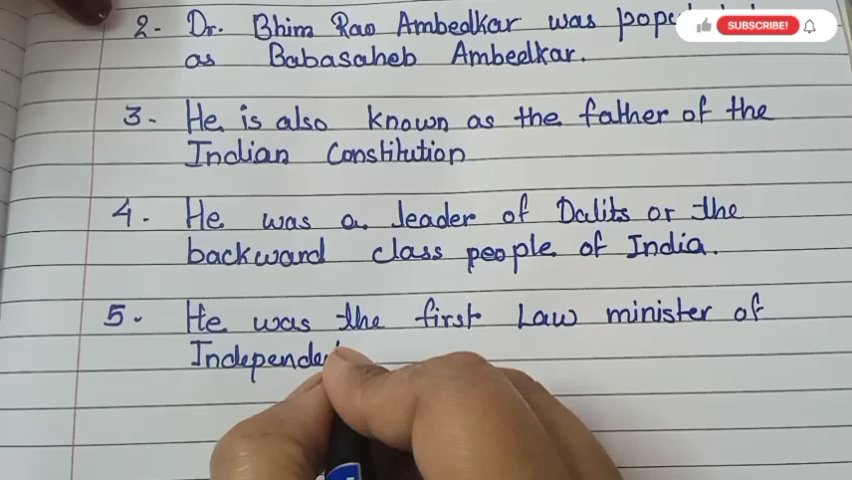 2- Dr. Bhim Rao Ambedkar was
SUBSCRIBE!
as Babasaheb Ambedkar.
3- He is also known as the father of the
Indian Constitution
4- He was a leader of Dalits or the
backward class people of India.
5- He was the first Law minister of